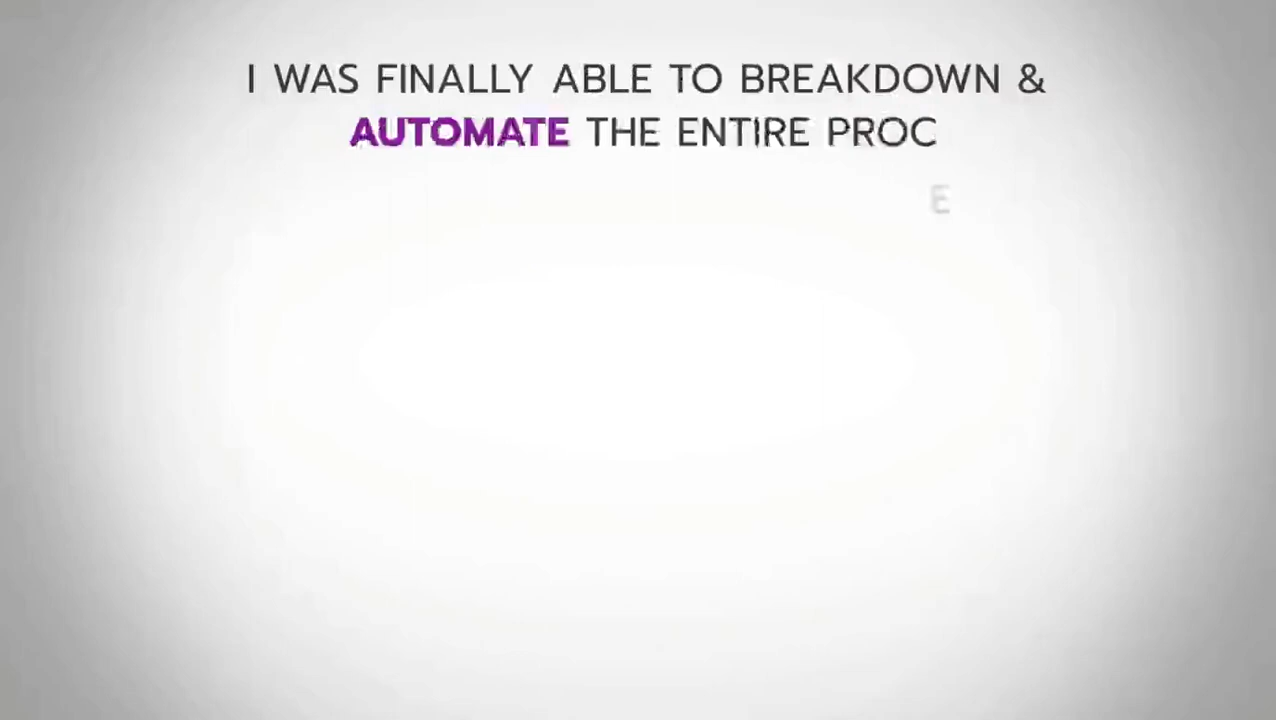 I WAS FINALLY ABLE TO BREAKDOWN &
AUTOMATE THE ENTIRE PROC
E